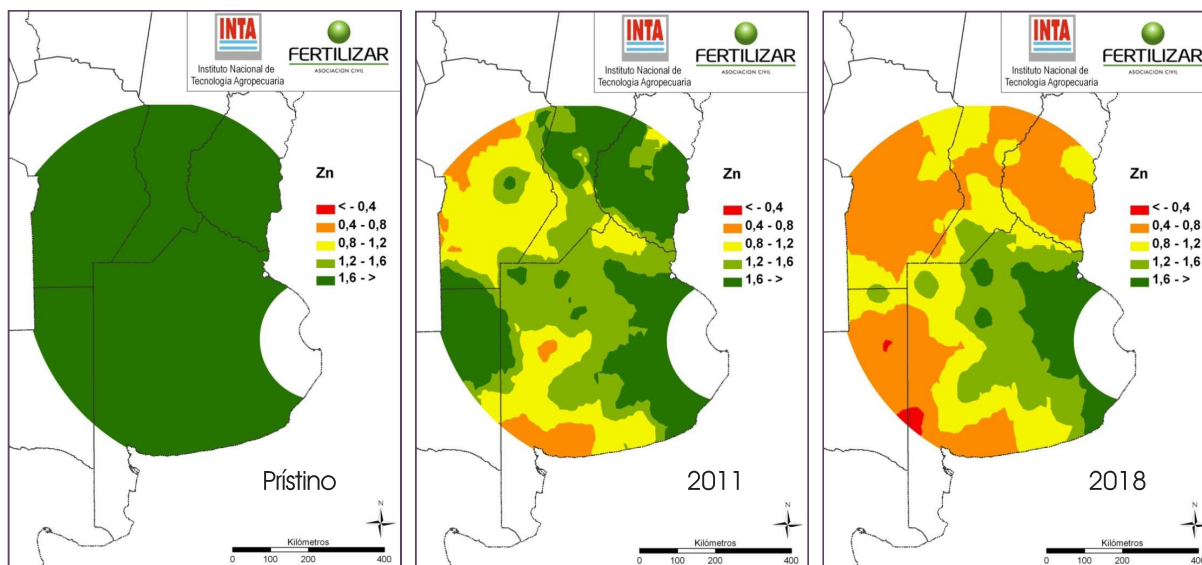 INTA
Instituto Nacional de
Tecnología Agropecuaria
FERTILIZAR
ASOCIACION CIVIL
Zn
< - 0,4
0,4 - 0,8
0,8 - 1,2
1,2 - 1,6
1,6 - >
Prístino
N
Kilómetros
0 100 200 400
INTA
Instituto Nacional de
Tecnología Agropecuaria
FERTILIZAR
ASOCIACION CIVIL
Zn
< - 0,4
0,4 - 0,8
0,8 - 1,2
1,2 - 1,6
1,6 - >
2011
N
Kilómetros
0 100 200 400
INTA
Instituto Nacional de
Tecnología Agropecuaria
FERTILIZAR
ASOCIACION CIVIL
Zn
< - 0,4
0,4 - 0,8
0,8 - 1,2
1,2 - 1,6
1,6 - >
2018
N
Kilómetros
0 100 200 400